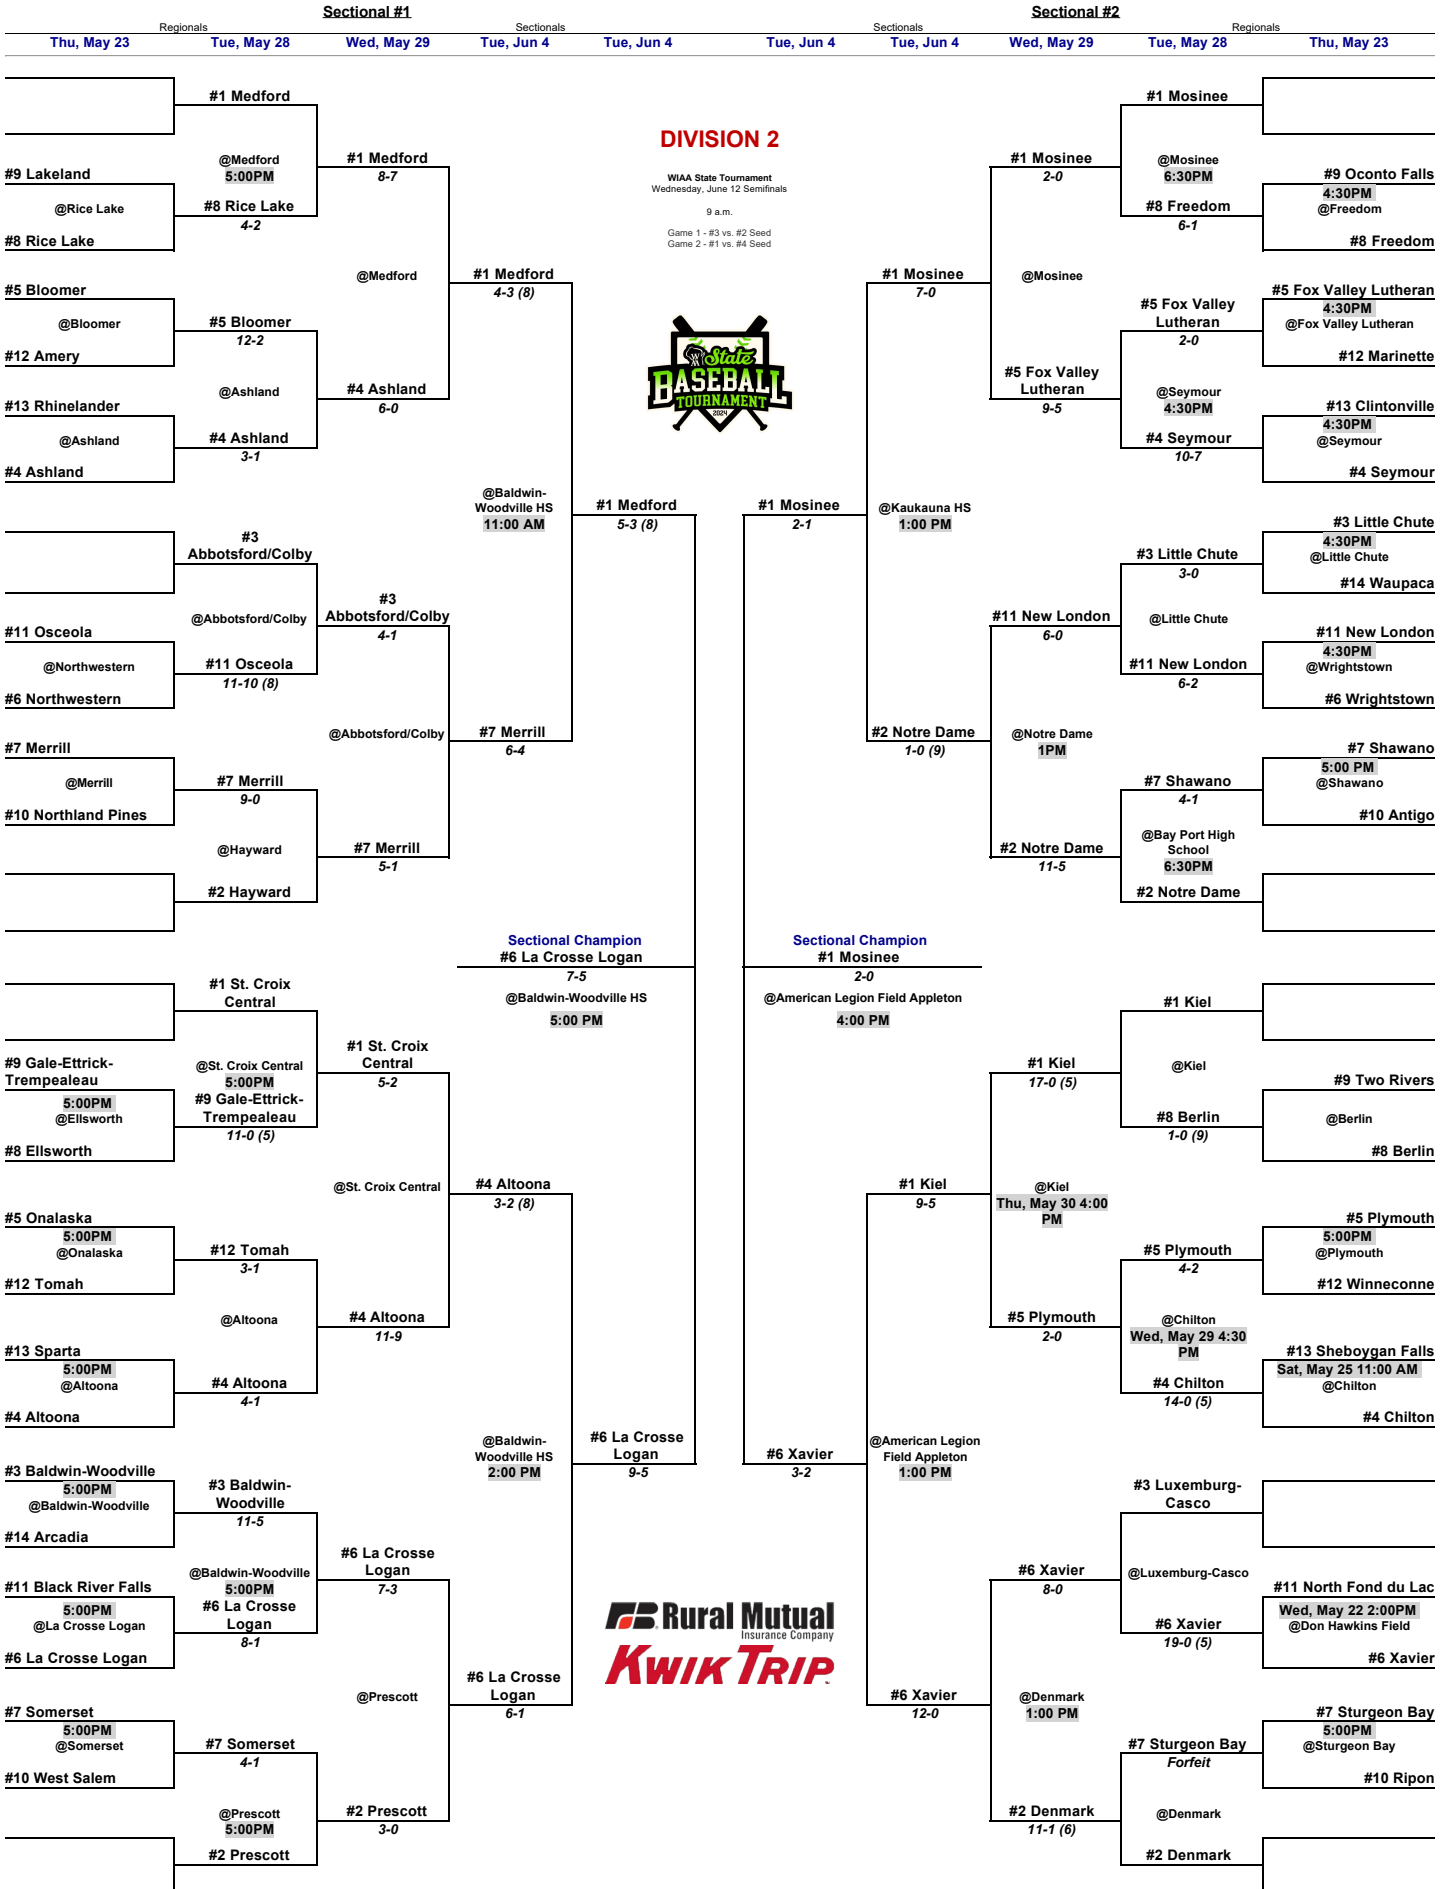 Sectional #1
Sectional #2
Regionals
Sectionals
Sectionals
Regionals
Thu, May 23
Tue, May 28
Wed, May 29
Tue, Jun 4
Tue, Jun 4
Tue, Jun 4
Tue, Jun 4
Wed, May 29
Tue, May 28
Thu, May 23
DIVISION 2
WIAA State Tournament
Wednesday, June 12 Semifinals
9 a.m.
Game 1 - #3 vs. #2 Seed
Game 2 - #1 vs. #4 Seed
State
BASEBALL
TOURNAMENT
2024
#9 Lakeland
@Rice Lake
#8 Rice Lake
#5 Bloomer
@Bloomer
#12 Amery
#13 Rhinelander
@Ashland
#4 Ashland
#11 Osceola
@Northwestern
#6 Northwestern
#7 Merrill
@Merrill
#10 Northland Pines
#1 Medford
@Medford
5:00PM
#8 Rice Lake
4-2
#5 Bloomer
12-2
@Ashland
#4 Ashland
3-1
#3
Abbotsford/Colby
@Abbotsford/Colby
#11 Osceola
11-10 (8)
#7 Merrill
9-0
@Hayward
#2 Hayward
#1 Medford
8-7
@Medford
#4 Ashland
6-0
#3
Abbotsford/Colby
4-1
@Abbotsford/Colby
#7 Merrill
5-1
#1 Medford
4-3 (8)
@Baldwin-
Woodville HS
11:00 AM
#7 Merrill
6-4
#1 Medford
5-3 (8)
Sectional Champion
#6 La Crosse Logan
7-5
@Baldwin-Woodville HS
5:00 PM
#9 Gale-Ettrick-
Trempealeau
5:00PM
@Ellsworth
#8 Ellsworth
#5 Onalaska
5:00PM
@Onalaska
#12 Tomah
#13 Sparta
5:00PM
@Altoona
#4 Altoona
#3 Baldwin-Woodville
5:00PM
@Baldwin-Woodville
#14 Arcadia
#11 Black River Falls
5:00PM
@La Crosse Logan
#6 La Crosse Logan
#7 Somerset
5:00PM
@Somerset
#10 West Salem
#1 St. Croix
Central
@St. Croix Central
5:00PM
#9 Gale-Ettrick-
Trempealeau
11-0 (5)
#12 Tomah
3-1
@Altoona
#4 Altoona
4-1
#3 Baldwin-
Woodville
11-5
@Baldwin-Woodville
5:00PM
#6 La Crosse
Logan
8-1
#7 Somerset
4-1
@Prescott
5:00PM
#2 Prescott
#1 St. Croix
Central
5-2
@St. Croix Central
#4 Altoona
11-9
#6 La Crosse
Logan
7-3
@Prescott
#2 Prescott
3-0
#4 Altoona
3-2 (8)
@Baldwin-
Woodville HS
2:00 PM
#6 La Crosse
Logan
6-1
#6 La Crosse
Logan
9-5
#1 Mosinee
2-1
Sectional Champion
#1 Mosinee
2-0
@American Legion Field Appleton
4:00 PM
#6 Xavier
3-2
#1 Mosinee
7-0
@Kaukauna HS
1:00 PM
#2 Notre Dame
1-0 (9)
#1 Mosinee
2-0
@Mosinee
#5 Fox Valley
Lutheran
9-5
#11 New London
6-0
@Notre Dame
1PM
#2 Notre Dame
11-5
#1 Mosinee
@Mosinee
6:30PM
#8 Freedom
6-1
#5 Fox Valley
Lutheran
2-0
@Seymour
4:30PM
#4 Seymour
10-7
#3 Little Chute
3-0
@Little Chute
#11 New London
6-2
#7 Shawano
4-1
@Bay Port High
School
6:30PM
#2 Notre Dame
#9 Oconto Falls
4:30PM
@Freedom
#8 Freedom
#5 Fox Valley Lutheran
4:30PM
@Fox Valley Lutheran
#12 Marinette
#13 Clintonville
4:30PM
@Seymour
#4 Seymour
#3 Little Chute
4:30PM
@Little Chute
#14 Waupaca
#11 New London
4:30PM
@Wrightstown
#6 Wrightstown
#7 Shawano
5:00 PM
@Shawano
#10 Antigo
#1 Kiel
9-5
@American Legion
Field Appleton
1:00 PM
#6 Xavier
12-0
#1 Kiel
17-0 (5)
@Kiel
Thu, May 30 4:00
PM
#5 Plymouth
2-0
#6 Xavier
8-0
@Denmark
1:00 PM
#2 Denmark
11-1 (6)
#1 Kiel
@Kiel
#8 Berlin
1-0 (9)
#5 Plymouth
4-2
@Chilton
Wed, May 29 4:30
PM
#4 Chilton
14-0 (5)
#3 Luxemburg-
Casco
@Luxemburg-Casco
#6 Xavier
19-0 (5)
#7 Sturgeon Bay
Forfeit
@Denmark
#2 Denmark
#9 Two Rivers
@Berlin
#8 Berlin
#5 Plymouth
5:00PM
@Plymouth
#12 Winneconne
#13 Sheboygan Falls
Sat, May 25 11:00 AM
@Chilton
#4 Chilton
#11 North Fond du Lac
Wed, May 22 2:00PM
@Don Hawkins Field
#6 Xavier
#7 Sturgeon Bay
5:00PM
@Sturgeon Bay
#10 Ripon
Rural Mutual
Insurance Company
KWIK TRIP